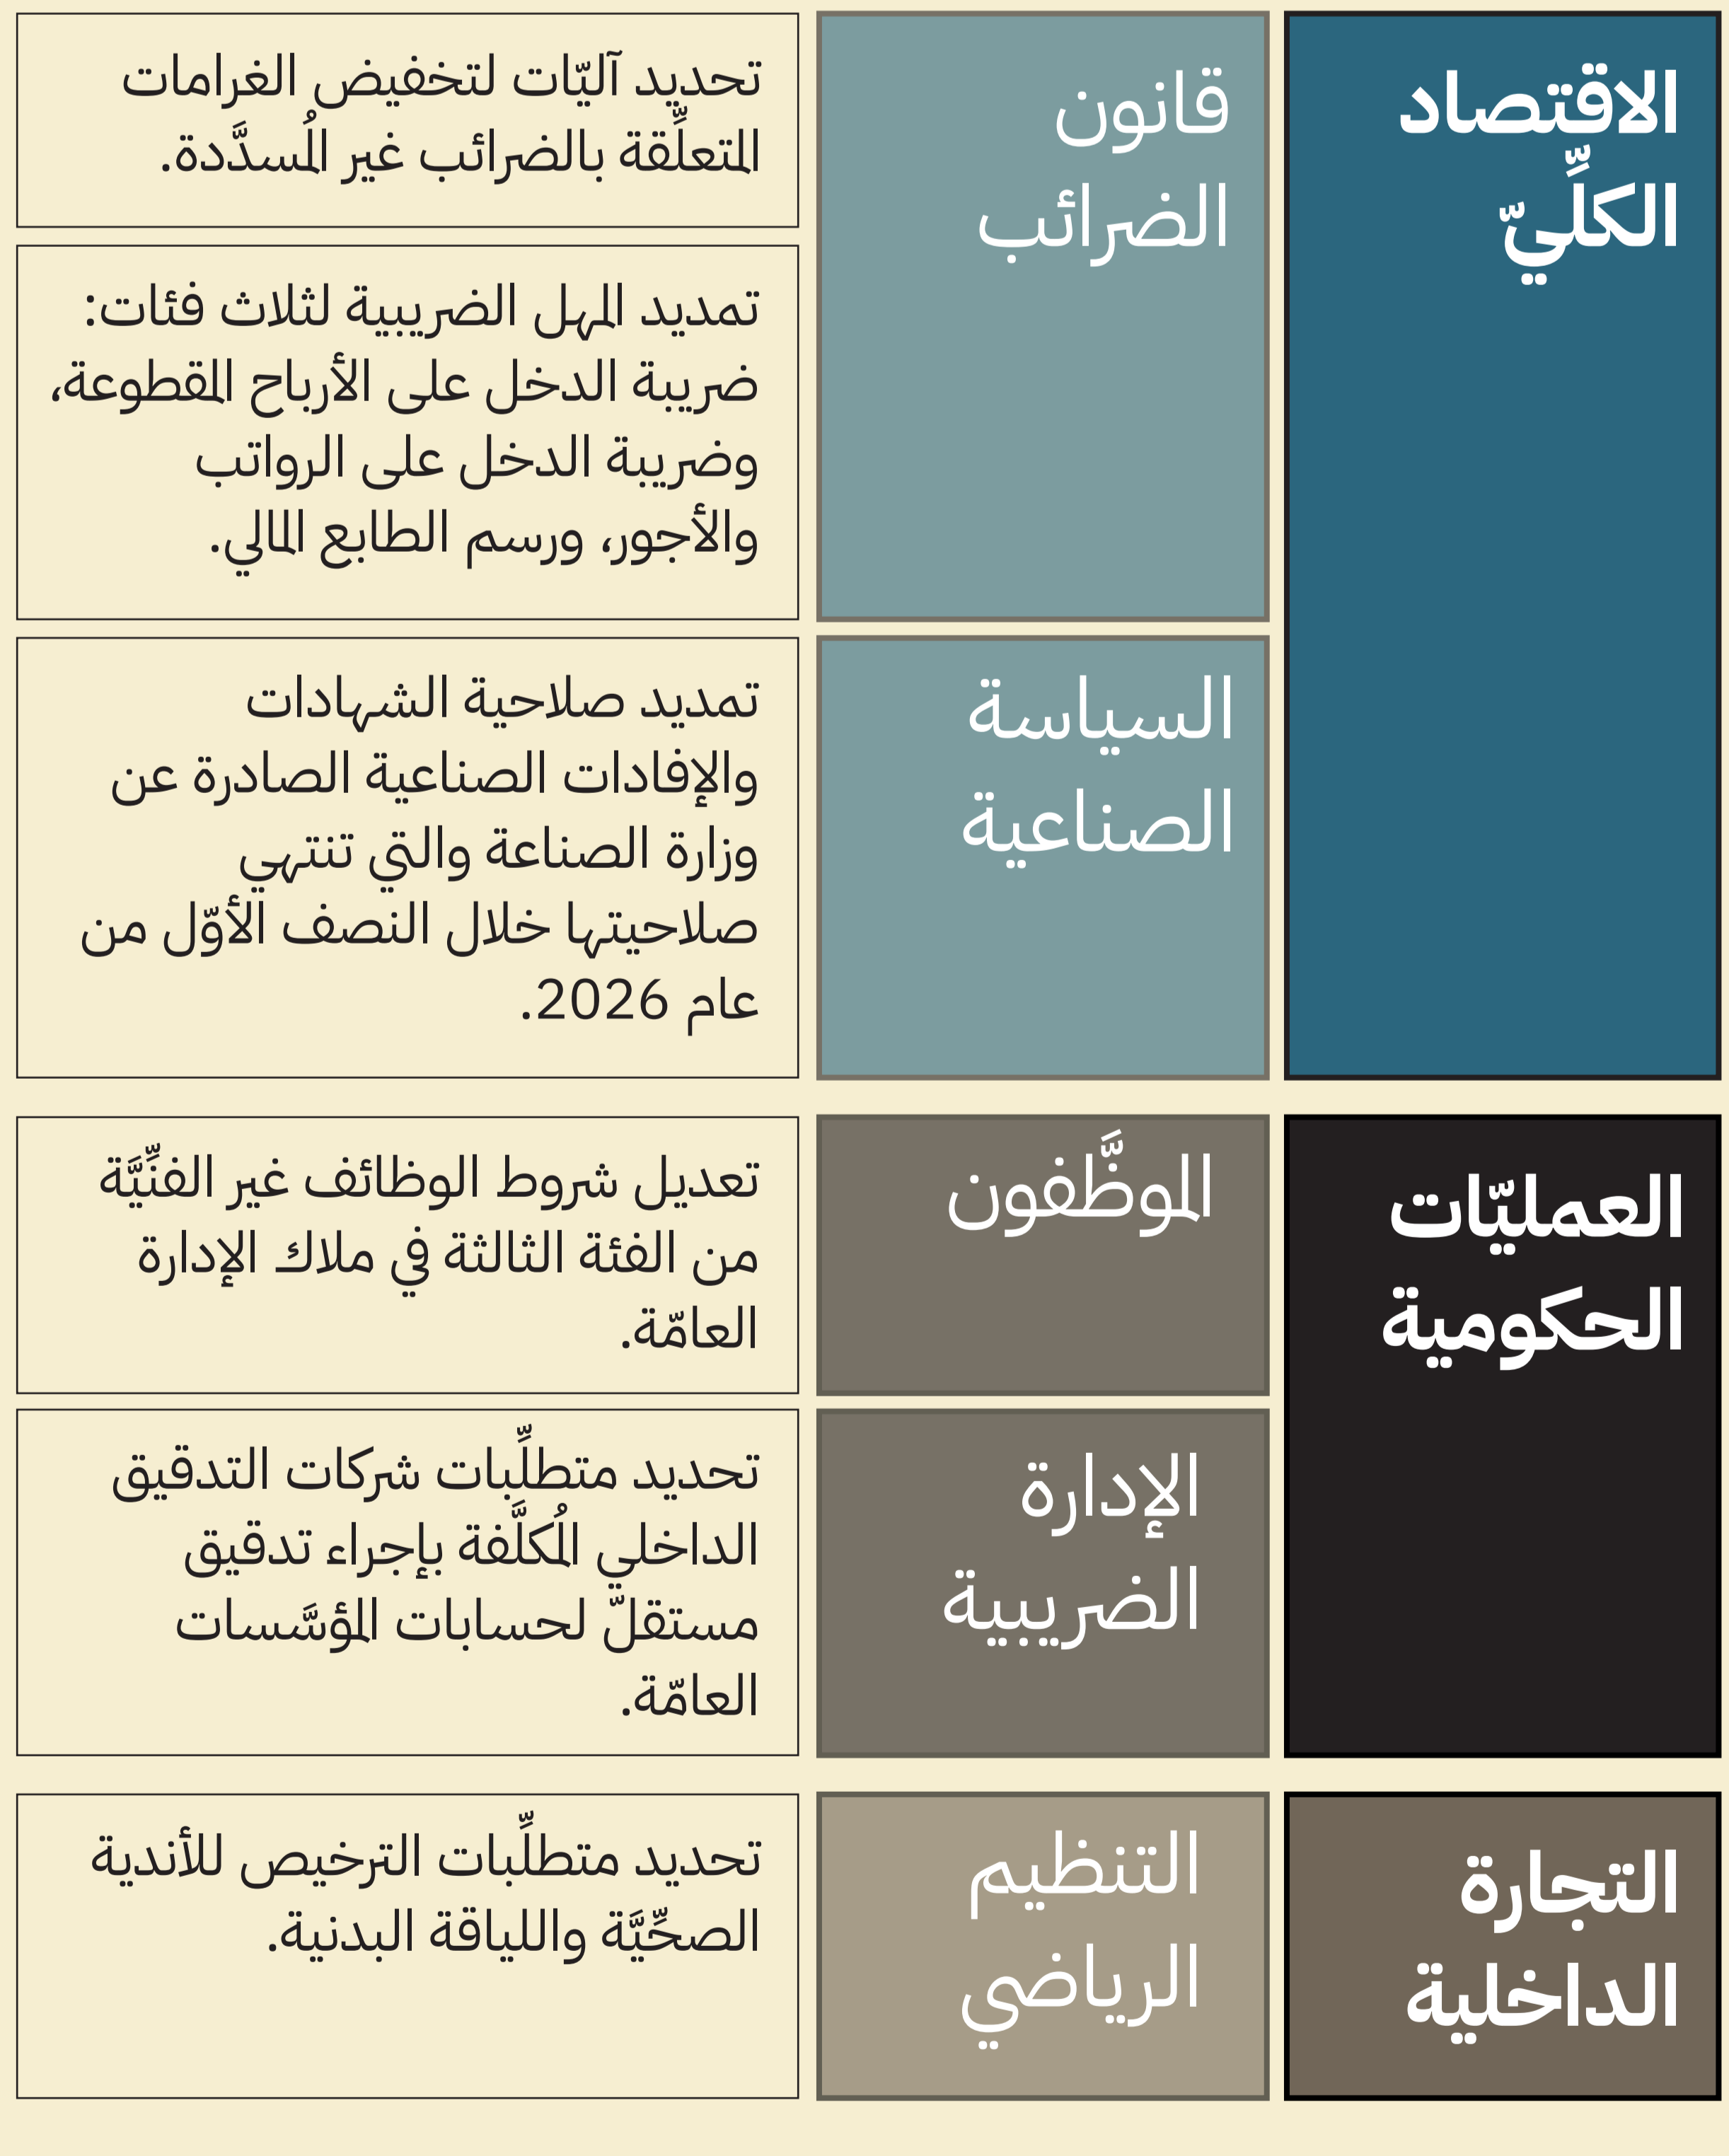 الاقتصاد
الكلِّيّ
قانون
الضرائب
تحديد آليّات لتخفيض الغرامات
المتعلِّقة بالضرائب غير المُسدَّدة.
تمديد المهل الضريبية لثلاث فئات:
ضريبة الدخل على الأرباح المقطوعة،
وضريبة الدخل على الرواتب
والأجور، ورسم الطابع المالي.
السياسة
الصناعية
تمديد صلاحية الشهادات
والإفادات الصناعية الصادرة عن
وزارة الصناعة والتي تنتهي
صلاحيتها خلال النصف الأوّل من
عام 2026.
العمليّات
الحكومية
الموظَّفون
تعديل شروط الوظائف غير الفنِّيَّة
من الفئة الثالثة في ملاك الإدارة
العامّة.
الإدارة
الضريبية
تحديد متطلِّبات شركات التدقيق
الداخلي المُكلَّفة بإجراء تدقيق
مستقلّ لحسابات المؤسَّسات
العامّة.
التجارة
الداخلية
التنظيم
الرياضي
تحديد متطلِّبات الترخيص للأندية
الصحِّيَّة واللياقة البدنية.